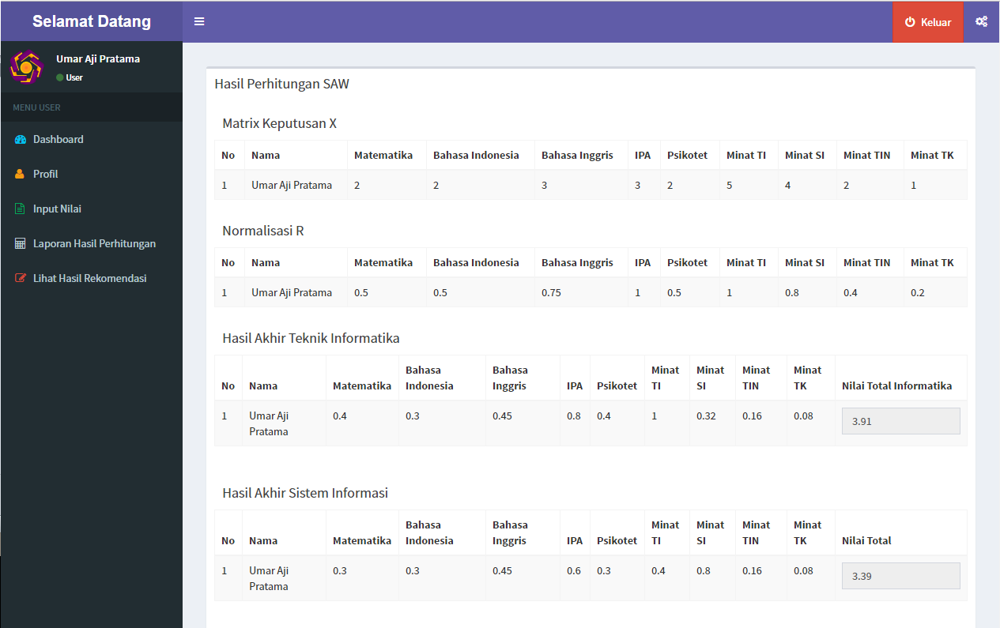 Selamat Datang
Keluar
Umar Aji Pratama
User
MENU USER
Dashboard
Profil
Input Nilai
Laporan Hasil Perhitungan
Lihat Hasil Rekomendasi
Hasil Perhitungan SAW
Matrix Keputusan X
No Nama Matematika Bahasa Indonesia Bahasa Inggris IPA Psikotet Minat TI Minat SI Minat TIN Minat TK
1 Umar Aji Pratama 2 2 3 3 2 5 4 2 1
Normalisasi R
No Nama Matematika Bahasa Indonesia Bahasa Inggris IPA Psikotet Minat TI Minat SI Minat TIN Minat TK
1 Umar Aji Pratama 0.5 0.5 0.75 1 0.5 1 0.8 0.4 0.2
Hasil Akhir Teknik Informatika
Bahasa Bahasa Minat Minat Minat Minat
No Nama Matematika Indonesia Inggris IPA Psikotet TI SI TIN TK Nilai Total Informatika
1 Umar Aji 0.4 0.3 0.45 0.8 0.4 1 0.32 0.16 0.08 3.91
Pratama
Hasil Akhir Sistem Informasi
Bahasa Bahasa Minat Minat Minat Minat
No Nama Matematika Indonesia Inggris IPA Psikotet TI SI TIN TK Nilai Total
1 Umar Aji 0.3 0.3 0.45 0.6 0.3 0.4 0.8 0.16 0.08 3.39
Pratama